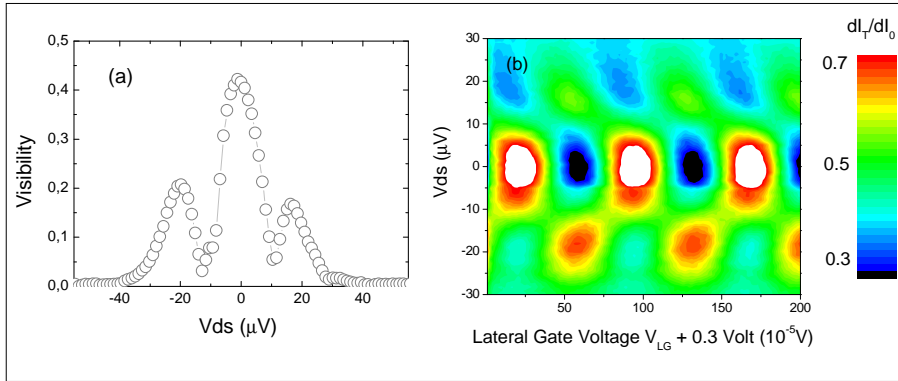 (a)
Visibility
0,5
0,4
0,3
0,2
0,1
0,0
-40 -20 0 20 40
Vds (μV)
(b)
Vds (μV)
30
20
10
0
-10
-20
-30
50 100 150 200
Lateral Gate Voltage V_LG + 0.3 Volt (10^-5V)
dI_T/dI_0
0.7
0.5
0.3